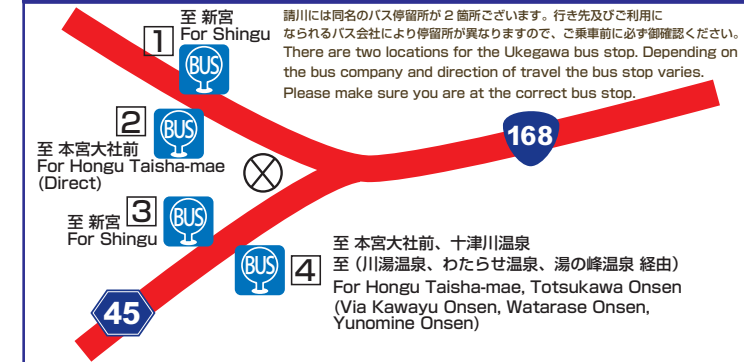 請川には同名のバス停留所が2箇所ございます。行き先及びご利用に
なられるバス会社により停留所が異なりますので、ご乗車前に必ず御確認ください。
There are two locations for the Ukegawa bus stop. Depending on
the bus company and direction of travel the bus stop varies.
Please make sure you are at the correct bus stop.
至 新宮
For Shingu
1
BUS
2
BUS
至 本宮大社前
For Hongu Taisha-mae
(Direct)
168
至 新宮
For Shingu
3
BUS
BUS
4
至 本宮大社前、十津川温泉
至（川湯温泉、わたらせ温泉、湯の峰温泉 経由）
For Hongu Taisha-mae, Totsukawa Onsen
(Via Kawayu Onsen, Watarase Onsen,
Yunomine Onsen)
45